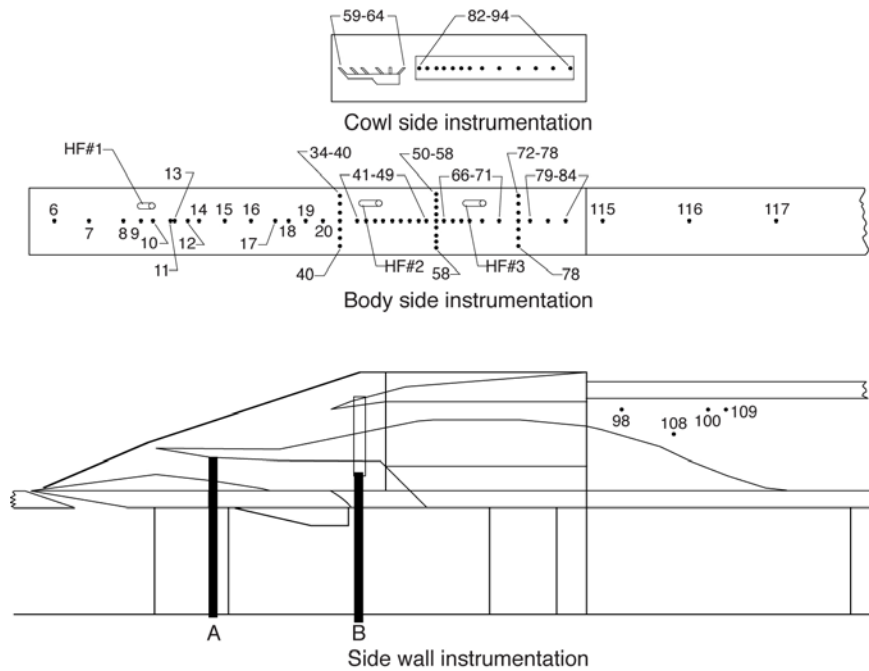 59-64 82-94
Cowl side instrumentation
HF#1
13
34-40 50-58 72-78
41-49 66-71 79-84
6 14 15 16 19 115 116 117
7 8 9 10 12 17 18 20
11
40 HF#2 58 HF#3 78
Body side instrumentation
98 100 109
108
A B
Side wall instrumentation